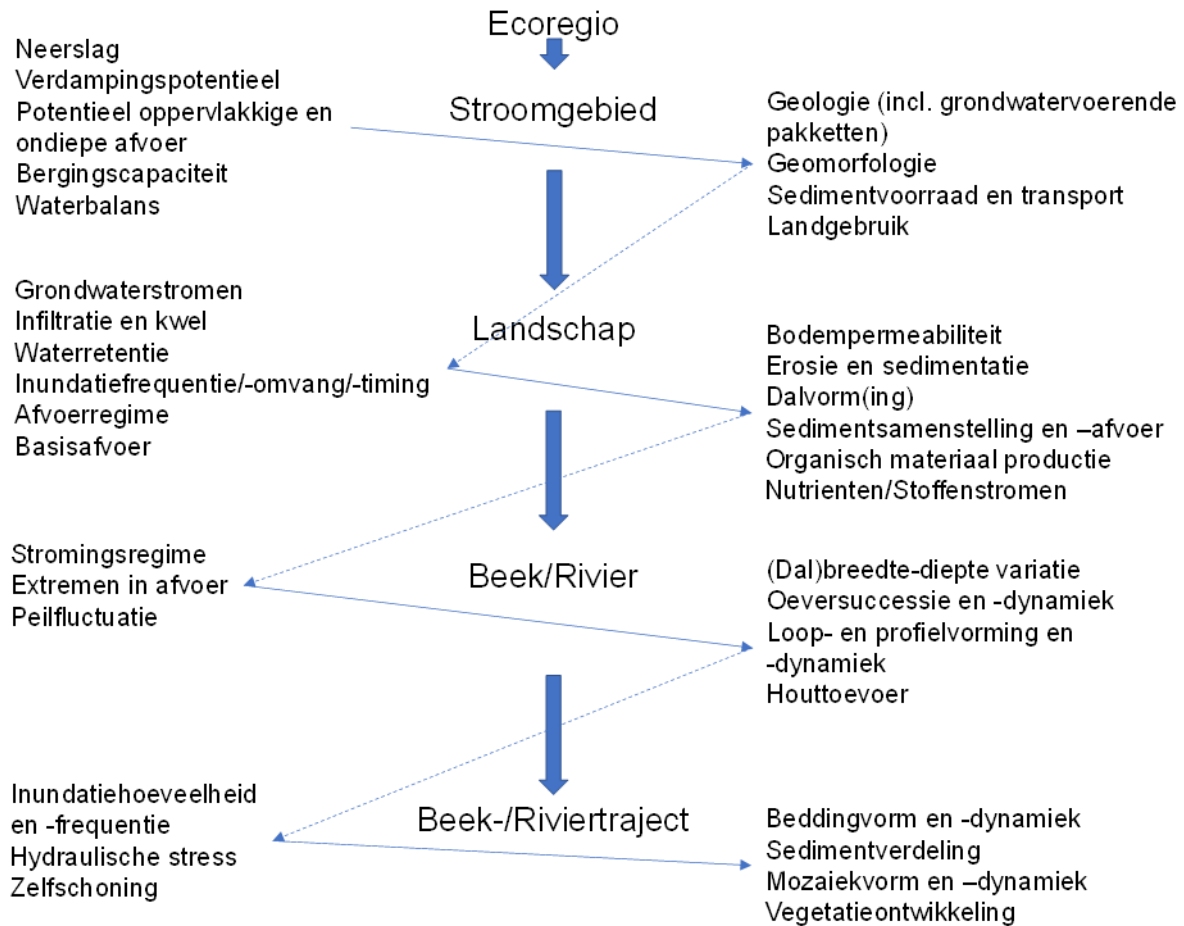 Ecoregio
Neerslag
Verdampingspotentieel
Potentieel oppervlakkige en
ondiepe afvoer
Bergingscapaciteit
Waterbalans
Stroomgebied
Geologie (incl. grondwatervoerende
pakketten)
Geomorfologie
Sedimentvoorraad en transport
Landgebruik
Grondwaterstromen
Infiltratie en kwel
Waterretentie
Inundatiefrequentie/-omvang/-timing
Afvoerregime
Basisafvoer
Landschap
Bodempermeabiliteit
Erosie en sedimentatie
Dalvorm(ing)
Sedimentsamenstelling en –afvoer
Organisch materiaal productie
Nutrienten/Stoffenstromen
Stromingsregime
Extremen in afvoer
Peilfluctuatie
Beek/Rivier
(Dal)breedte-diepte variatie
Oeversuccessie en -dynamiek
Loop- en profielvorming en
-dynamiek
Houttoevoer
Inundatiehoeveelheid
en -frequentie
Hydraulische stress
Zelfschoning
Beek-/Riviertraject
Beddingvorm en -dynamiek
Sedimentverdeling
Mozaiekvorm en –dynamiek
Vegetatieontwikkeling